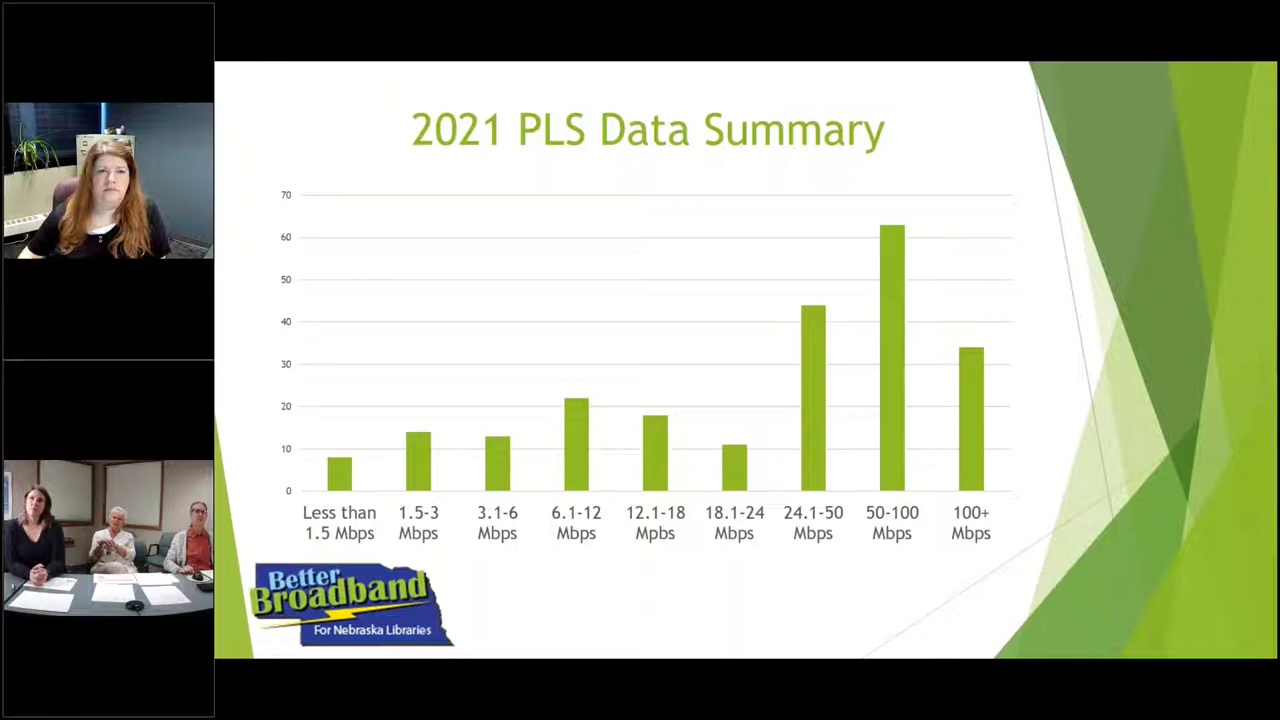 2021 PLS Data Summary
70
60
50
40
30
20
10
0
Less than 1.5-3 3.1-6 6.1-12 12.1-18 18.1-24 24.1-50 50-100 100+
1.5 Mbps Mbps Mbps Mbps Mpbs Mbps Mbps Mbps Mbps
Better
Broadband
For Nebraska Libraries